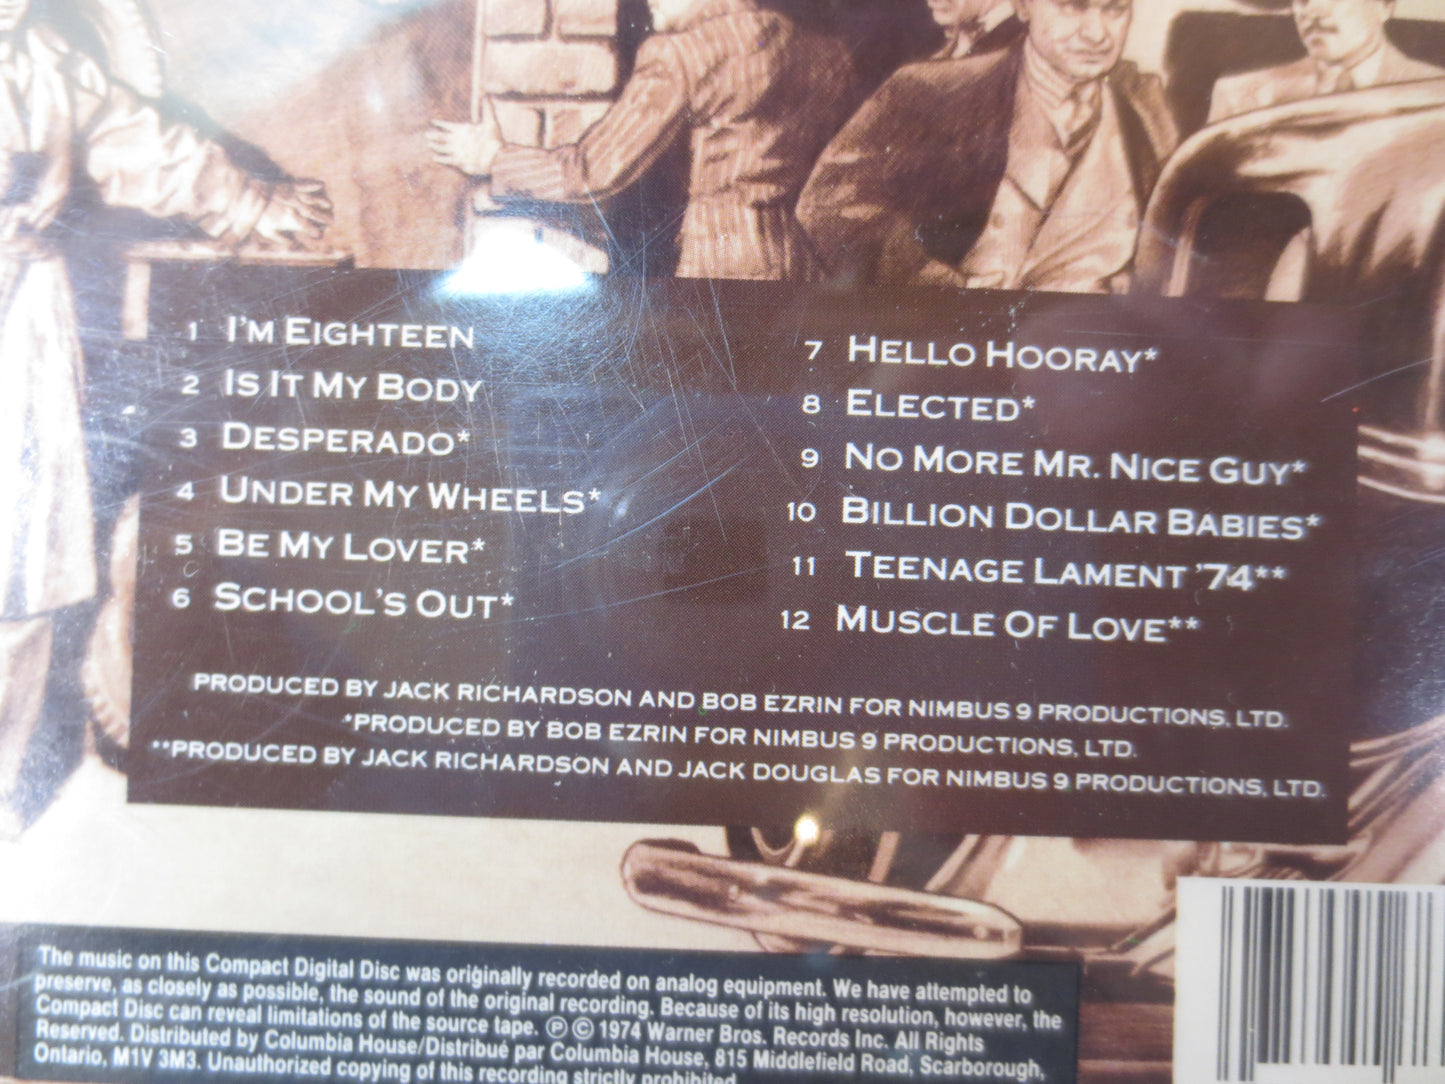 1 I'M EIGHTEEN
2 IS IT MY BODY
3 DESPERADO*
4 UNDER MY WHEELS*
5 BE MY LOVER*
6 SCHOOL'S OUT*
7 HELLO HOORAY*
8 ELECTED*
9 NO MORE MR. NICE GUY*
10 BILLION DOLLAR BABIES*
11 TEENAGE LAMENT '74**
12 MUSCLE OF LOVE**
PRODUCED BY JACK RICHARDSON AND BOB EZRIN FOR NIMBUS 9 PRODUCTIONS, LTD.
*PRODUCED BY BOB EZRIN FOR NIMBUS 9 PRODUCTIONS, LTD.
**PRODUCED BY JACK RICHARDSON AND JACK DOUGLAS FOR NIMBUS 9 PRODUCTIONS, LTD.
The music on this Compact Digital Disc was originally recorded on analog equipment. We have attempted to
preserve, as closely as possible, the sound of the original recording. Because of its high resolution, however, the
Compact Disc can reveal limitations of the source tape. ℗ © 1974 Warner Bros. Records Inc. All Rights
Reserved. Distributed by Columbia House/Distribué par Columbia House, 815 Middlefield Road, Scarborough,
Ontario, M1V 3M3. Unauthorized copying of this recording strictly prohibited.